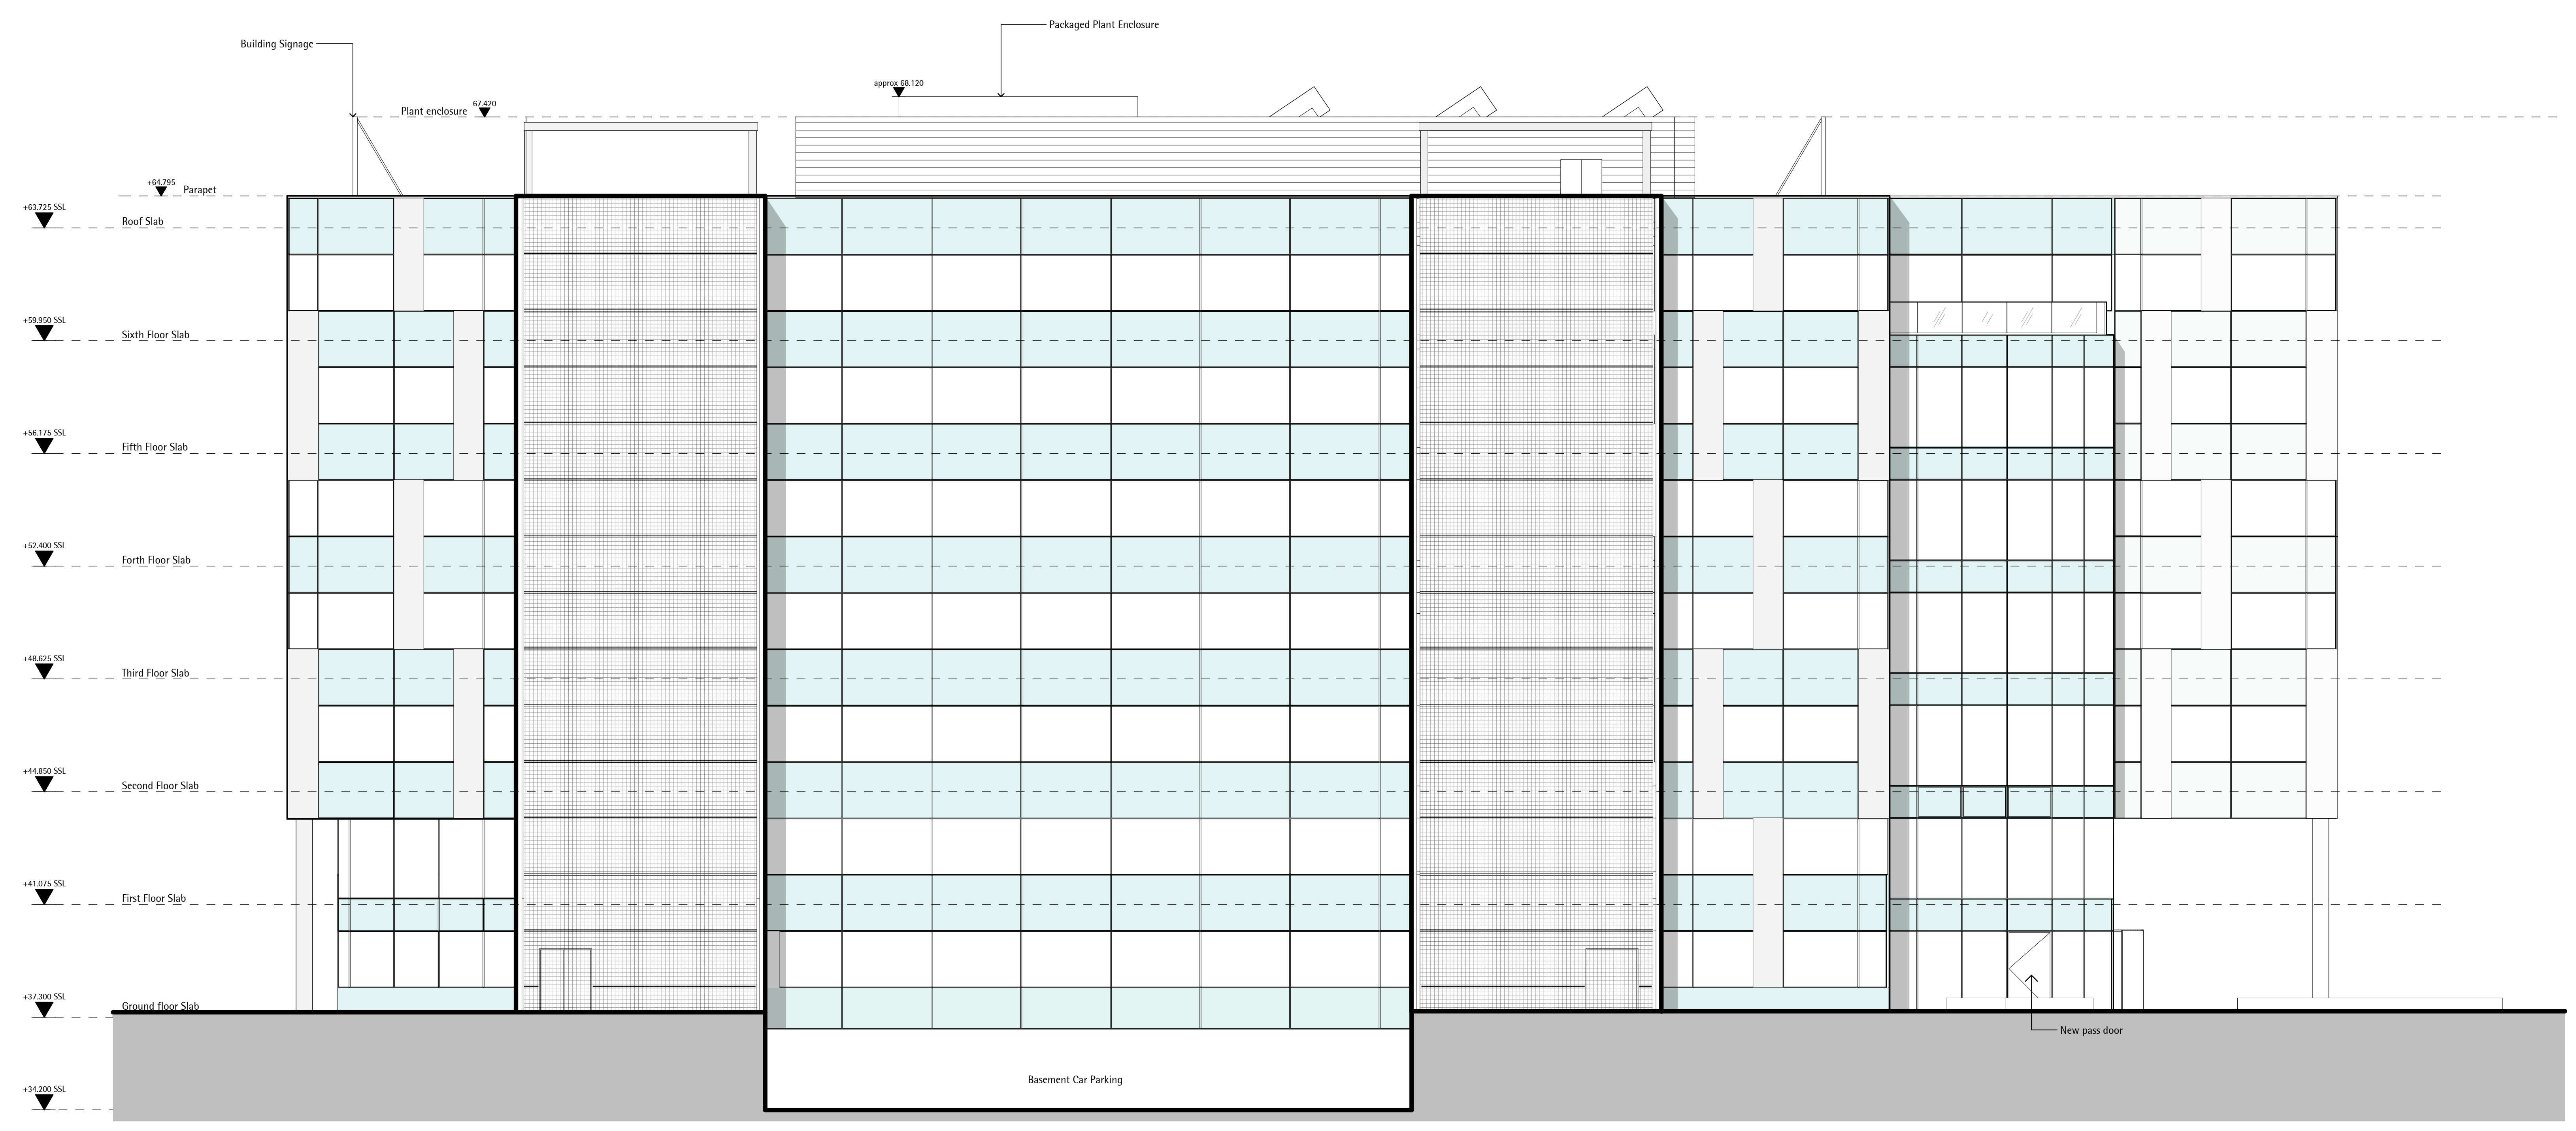 Packaged Plant Enclosure
Building Signage
approx 68.120
67.420
Plant enclosure
+64.795
Parapet
+63.725 SSL
Roof Slab
+59.950 SSL
Sixth Floor Slab
+56.175 SSL
Fifth Floor Slab
+52.400 SSL
Forth Floor Slab
+48.625 SSL
Third Floor Slab
+44.850 SSL
Second Floor Slab
+41.075 SSL
First Floor Slab
+37.300 SSL
Ground floor Slab
New pass door
Basement Car Parking
+34.200 SSL